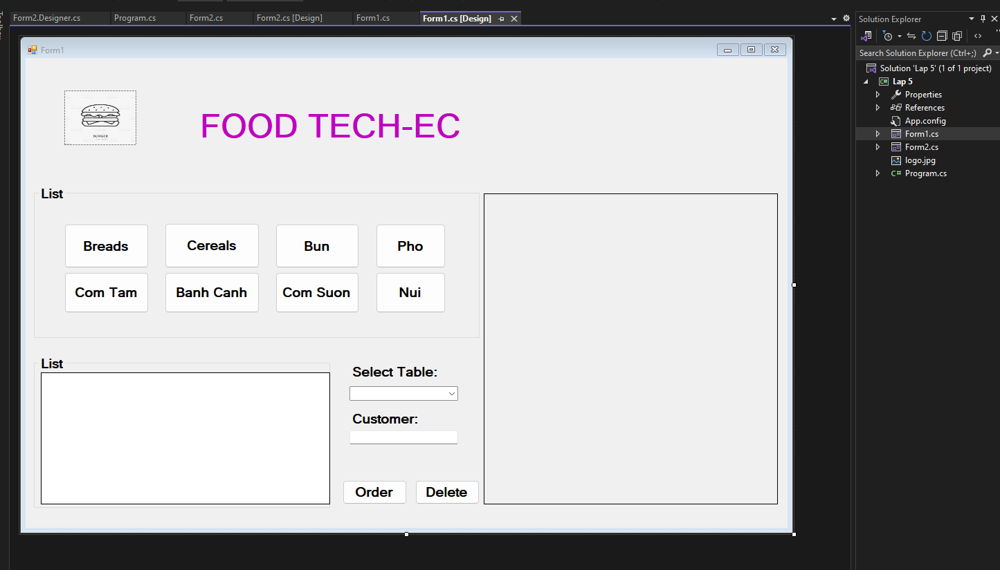 Form2.Designer.cs Program.cs Form2.cs Form2.cs [Design] Form1.cs Form1.cs [Design]
Form1
BURGER
FOOD TECH-EC
List
Breads Cereals Bun Pho
Com Tam Banh Canh Com Suon Nui
List
Select Table:
Customer:
Order Delete
Solution Explorer
Search Solution Explorer (Ctrl+;)
Solution 'Lap 5' (1 of 1 project)
C# Lap 5
Properties
References
App.config
Form1.cs
Form2.cs
logo.jpg
C# Program.cs